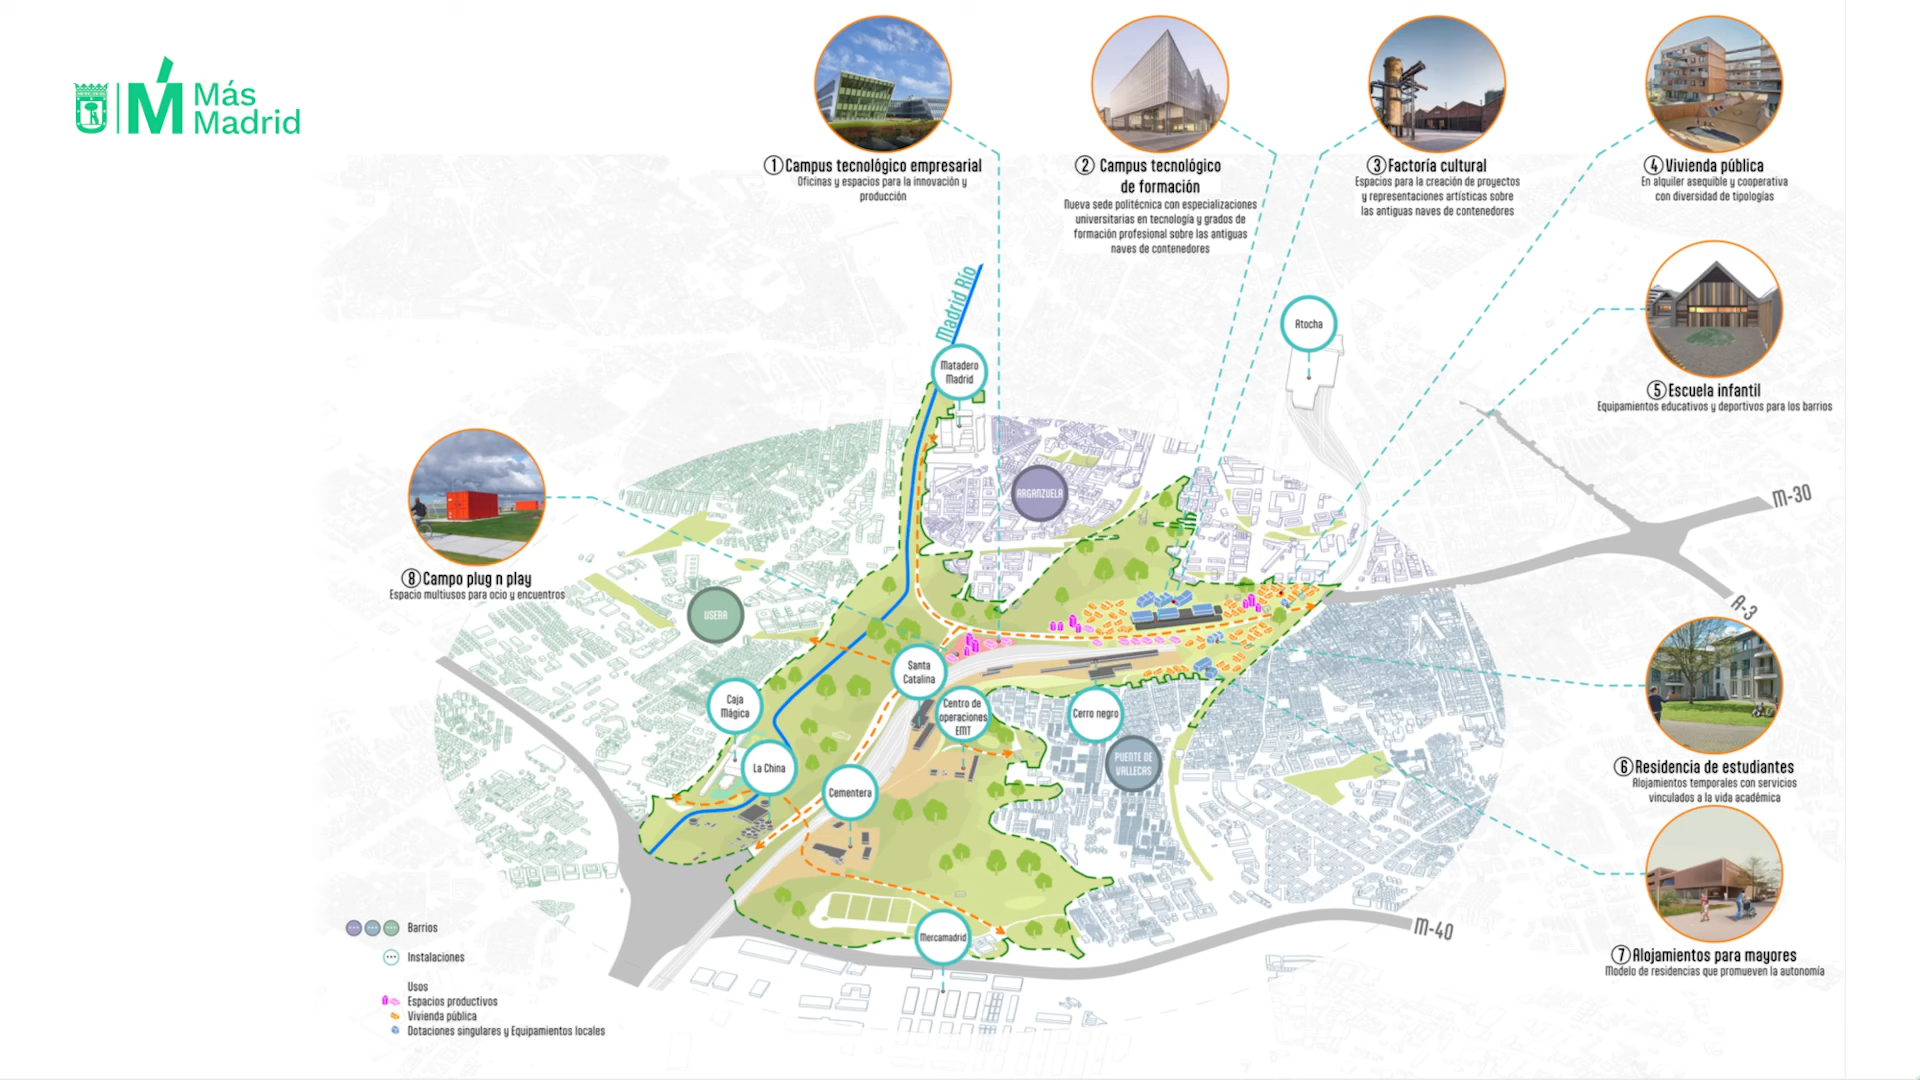 Más
Madrid
① Campus tecnológico empresarial
Oficinas y espacios para la innovación y
producción
② Campus tecnológico
de formación
Nueva sede politécnica con especializaciones
universitarias en tecnología y grados de
formación profesional sobre las antiguas
naves de contenedores
③ Factoría cultural
Espacios para la creación de proyectos
y representaciones artísticas sobre
las antiguas naves de contenedores
④ Vivienda pública
En alquiler asequible y cooperativa
con diversidad de tipologías
⑤ Escuela infantil
Equipamientos educativos y deportivos para los barrios
Madrid Río
Atocha
Matadero
Madrid
ARGANZUELA
M-30
A-3
⑧ Campo plug n play
Espacio multiusos para ocio y encuentros
USERA
Santa
Catalina
Caja
Mágica
Centro de
operaciones
EMT
Cerro negro
La China
PUENTE DE
VALLECAS
Cementera
⑥ Residencia de estudiantes
Alojamientos temporales con servicios
vinculados a la vida académica
Mercamadrid
M-40
⑦ Alojamientos para mayores
Modelo de residencias que promueven la autonomía
Barrios
Instalaciones
Usos
Espacios productivos
Vivienda pública
Dotaciones singulares y Equipamientos locales